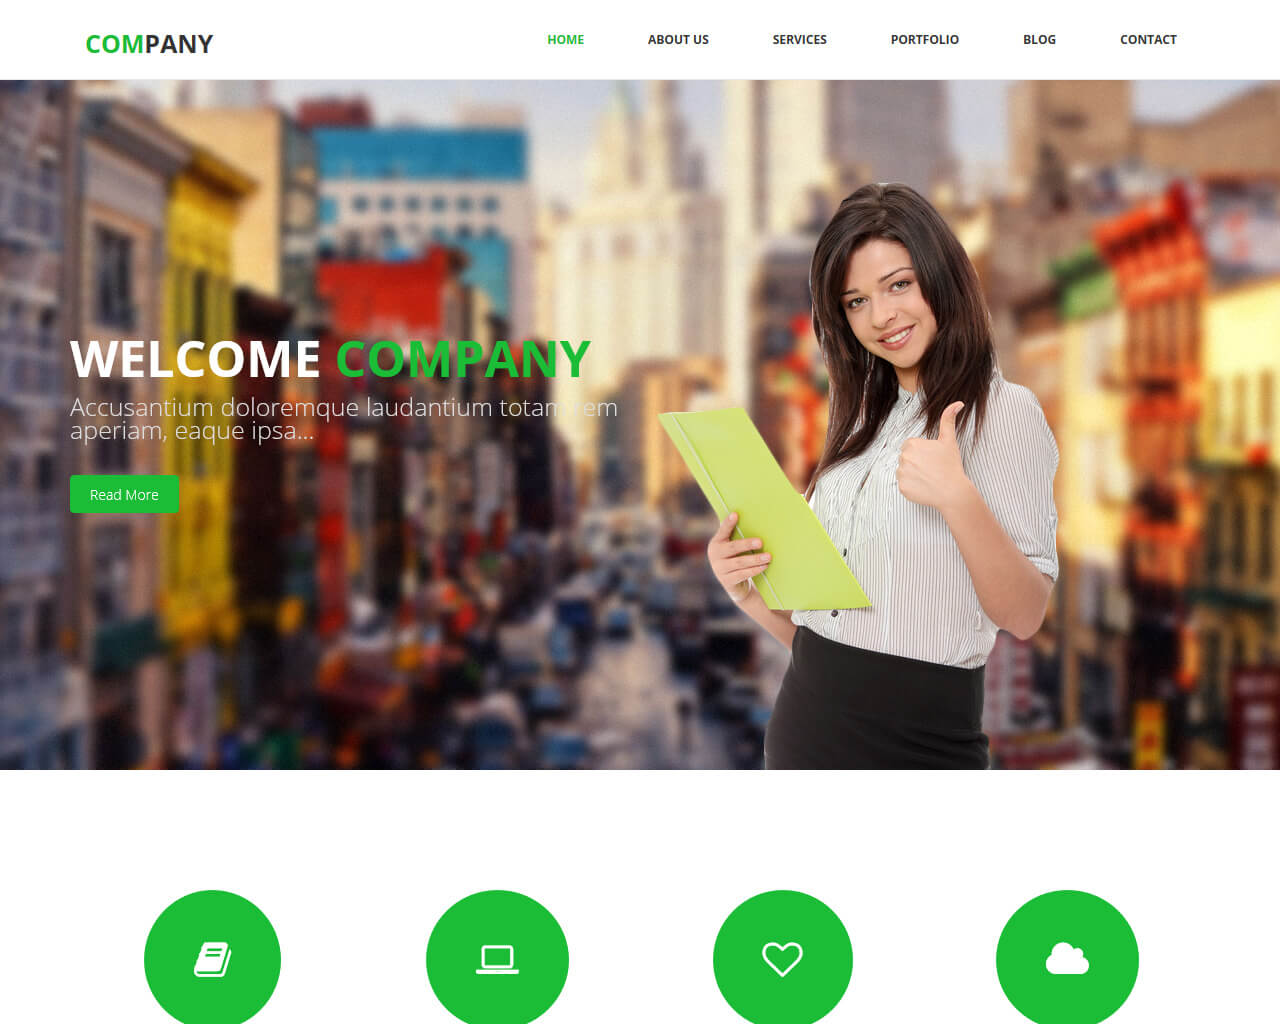 COMPANY
HOME
ABOUT US
SERVICES
PORTFOLIO
BLOG
CONTACT
WELCOME COMPANY
Accusantium doloremque laudantium totam rem
aperiam, eaque ipsa...
Read More